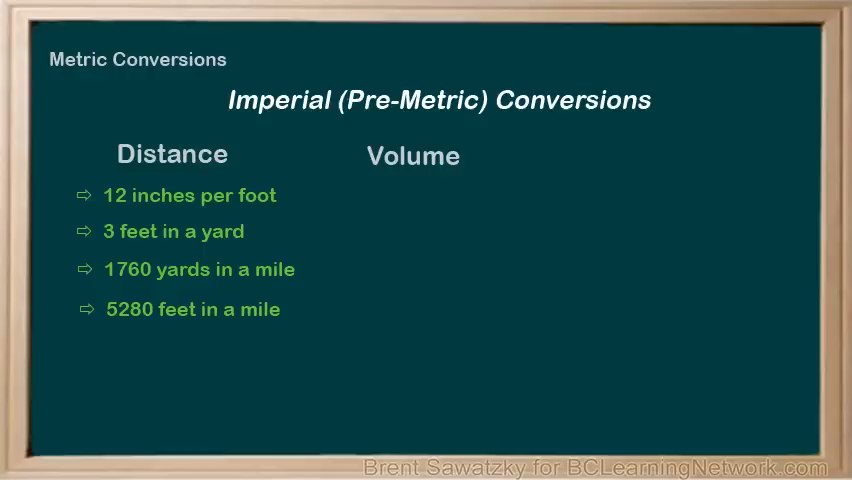 Metric Conversions
Imperial (Pre-Metric) Conversions
Distance
⇨ 12 inches per foot
⇨ 3 feet in a yard
⇨ 1760 yards in a mile
⇨ 5280 feet in a mile
Volume
Brent Sawatzky for BCLearningNetwork.com